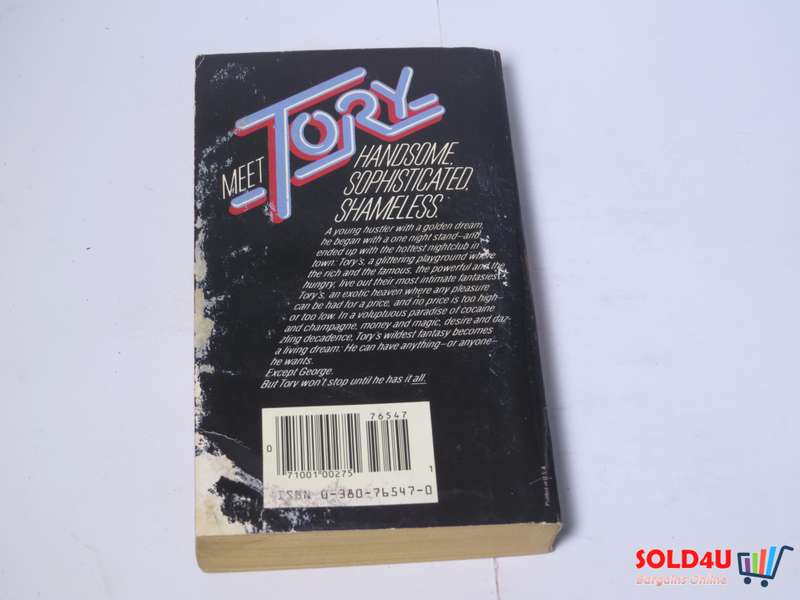 MEET TORY
HANDSOME.
SOPHISTICATED.
SHAMELESS.
A young hustler with a golden dream,
he began with a one night stand—and
ended up with the hottest nightclub in
town: Tory's, a glittering playground where
the rich and the famous, the powerful and the
hungry, live out their most intimate fantasies.
Tory's, an exotic heaven where any pleasure
can be had for a price, and no price is too high—
or too low. In a voluptuous paradise of cocaine
and champagne, money and magic, desire and daz-
zling decadence, Tory's wildest fantasy becomes
a living dream: He can have anything—or anyone—
he wants.
Except George.
But Tory won't stop until he has it all.
76547
0
71001 00275
1
ISBN 0-380-76547-0
Printed in U.S.A.
SOLD4U
Bargains Online